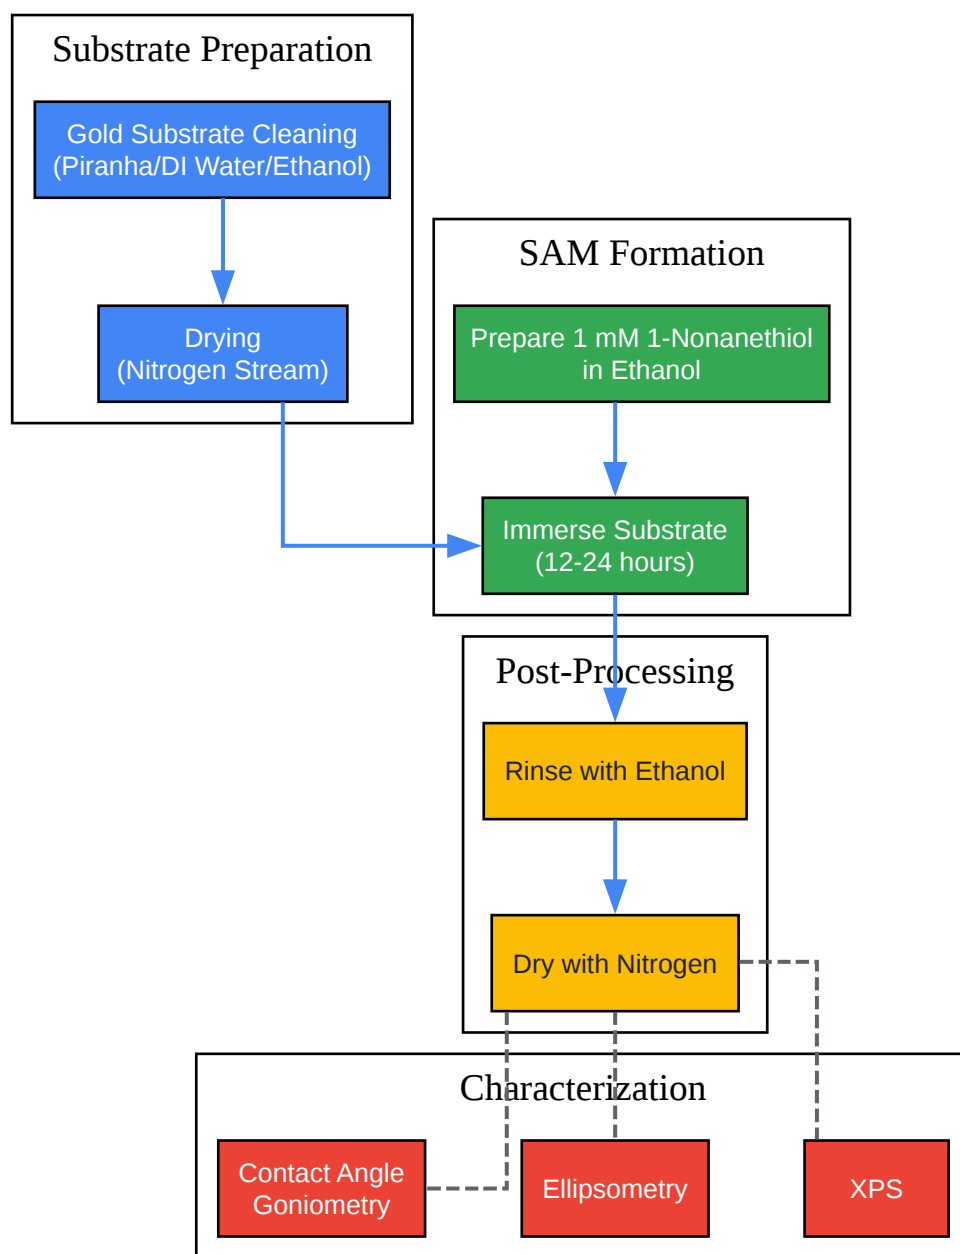 Substrate Preparation
Gold Substrate Cleaning
(Piranha/DI Water/Ethanol)
Drying
(Nitrogen Stream)
SAM Formation
Prepare 1 mM 1-Nonanethiol
in Ethanol
Immerse Substrate
(12-24 hours)
Post-Processing
Rinse with Ethanol
Dry with Nitrogen
Characterization
Contact Angle
Goniometry
Ellipsometry
XPS